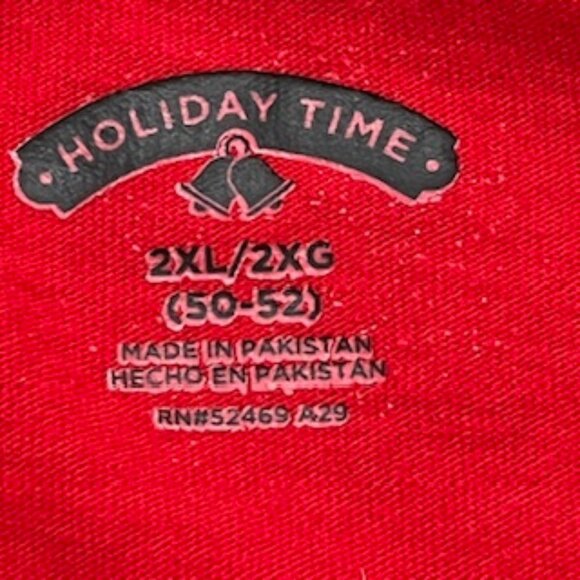 • HOLIDAY TIME •
2XL/2XG
(50-52)
MADE IN PAKISTAN
HECHO EN PAKISTAN
RN#52469 A29